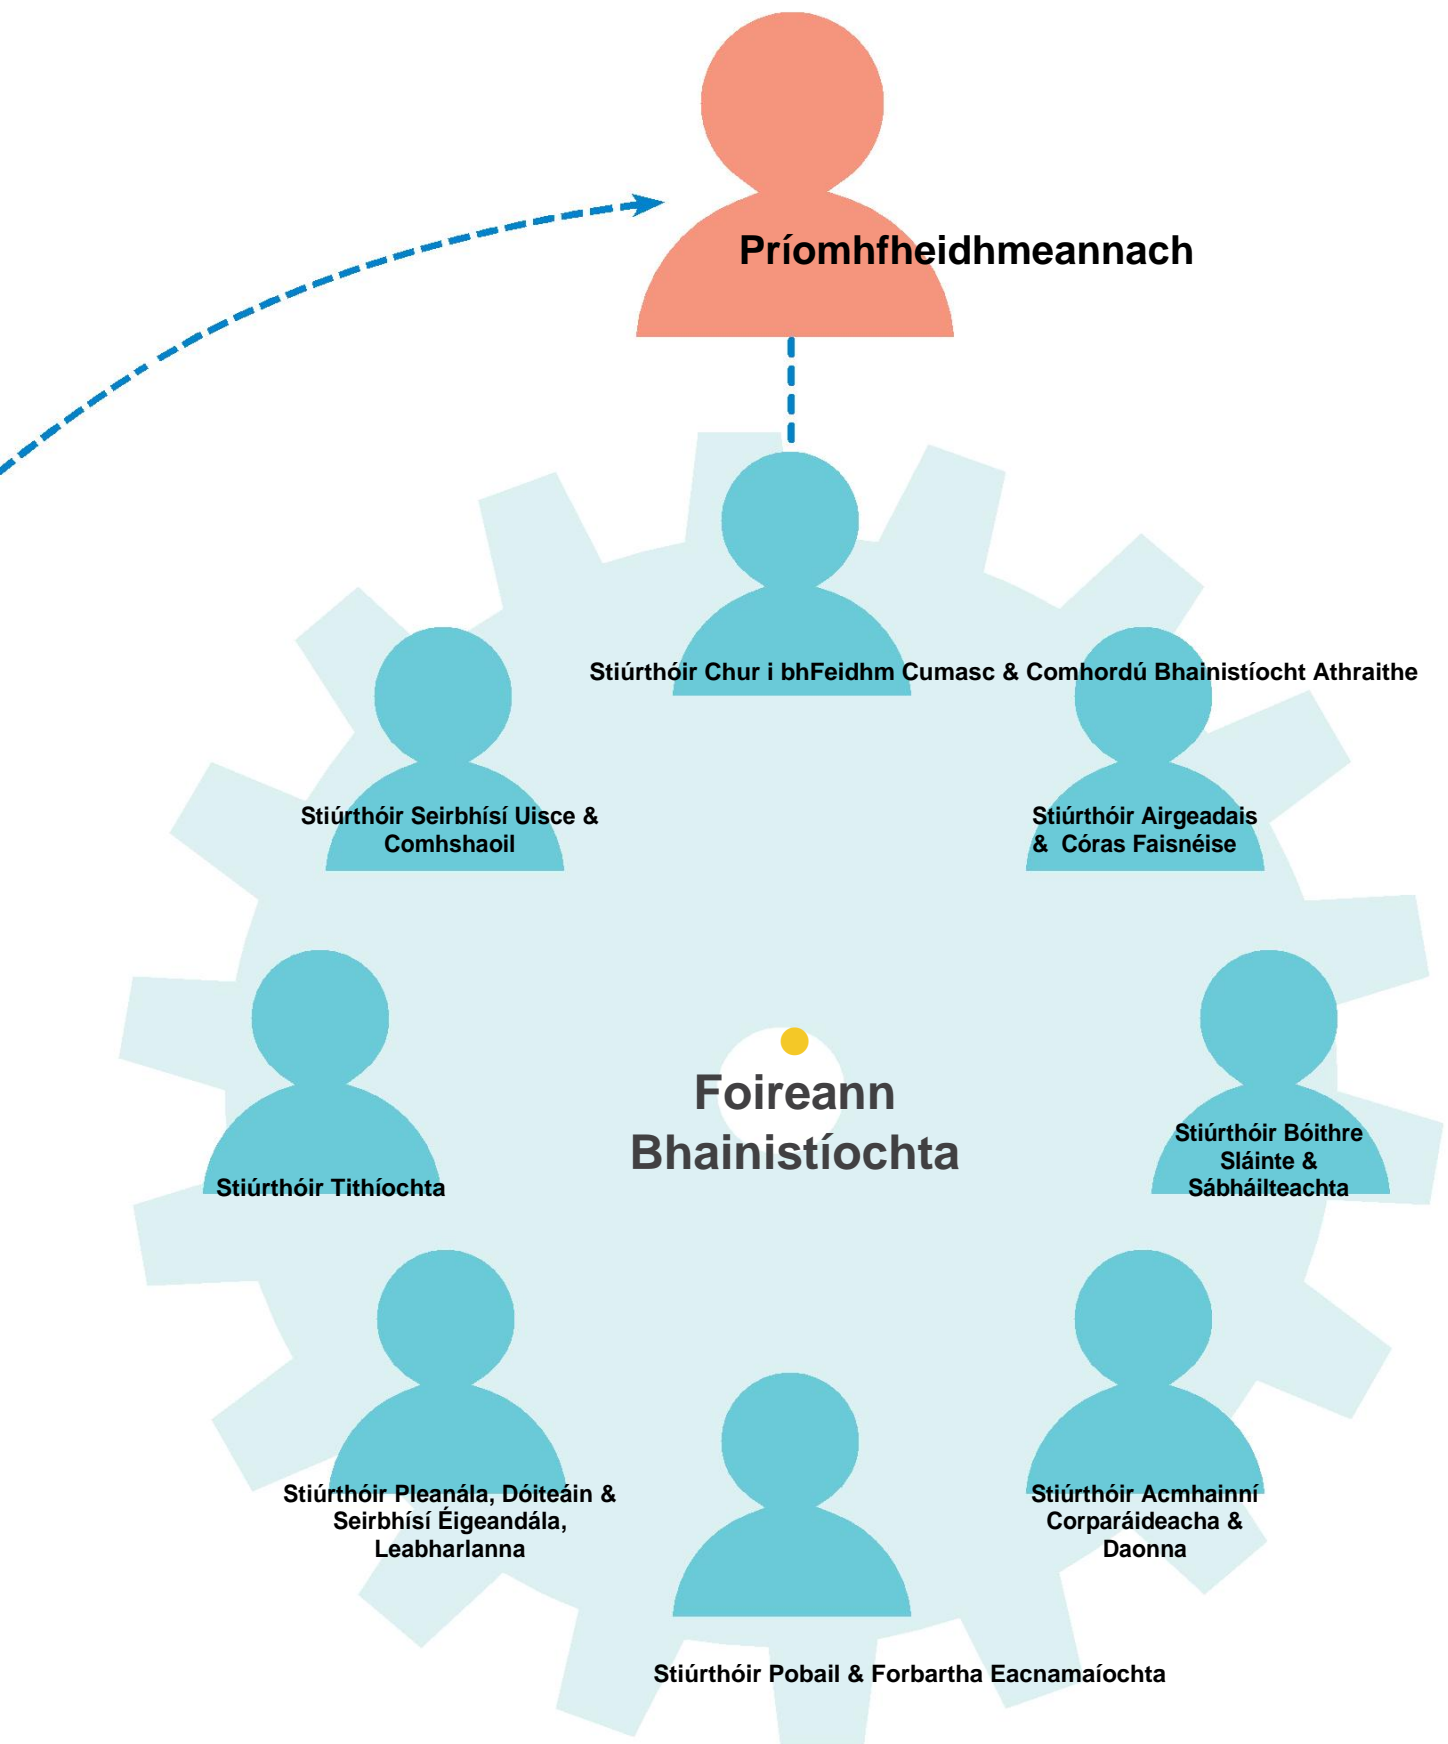 Príomhfheidhmeannach
Stiúrthóir Chur i bhFeidhm Cumasc & Comhordú Bhainistíocht Athraithe
Stiúrthóir Seirbhísí Uisce &
Comhshaoil
Stiúrthóir Airgeadais
& Córas Faisnéise
Foireann
Bhainistíochta
Stiúrthóir Tithíochta
Stiúrthóir Bóithre
Sláinte &
Sábháilteachta
Stiúrthóir Pleanála, Dóiteáin &
Seirbhísí Éigeandála,
Leabharlanna
Stiúrthóir Acmhainní
Corparáideacha &
Daonna
Stiúrthóir Pobail & Forbartha Eacnamaíochta